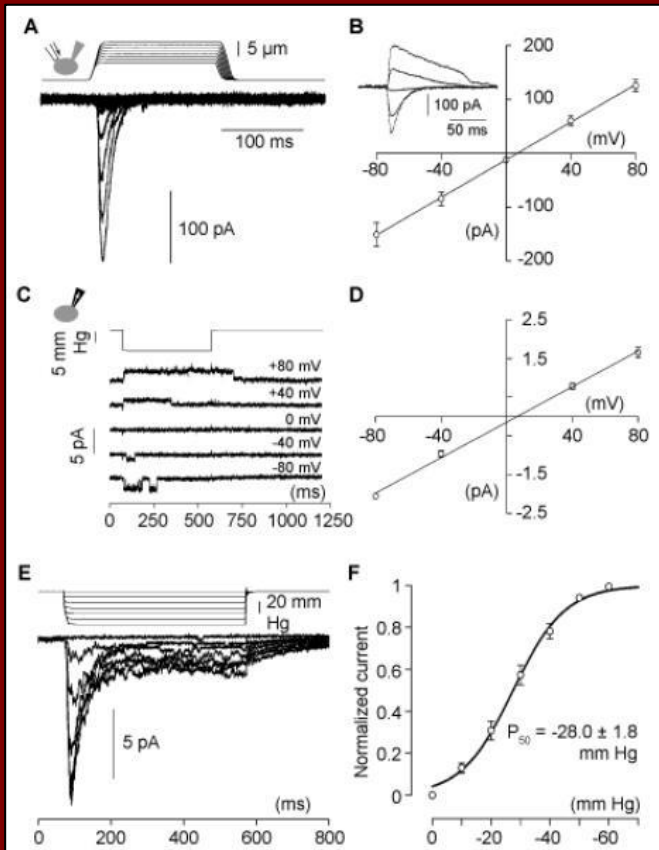 A
5 µm
100 ms
100 pA
B
200
100
100 pA
50 ms
(mV)
-80 -40 0 40 80
-100
(pA)
-200
C
5 mm
Hg
+80 mV
+40 mV
0 mV
-40 mV
-80 mV
5 pA
(ms)
0 250 500 750 1000 1250
D
2.5
1.5
(mV)
-80 -40 0 40 80
-1.5
(pA)
-2.5
E
20 mm
Hg
5 pA
(ms)
0 200 400 600 800
F
Normalized current
1
0.8
0.6
0.4
0.2
0
P50 = -28.0 ± 1.8
mm Hg
(mm Hg)
0 -20 -40 -60